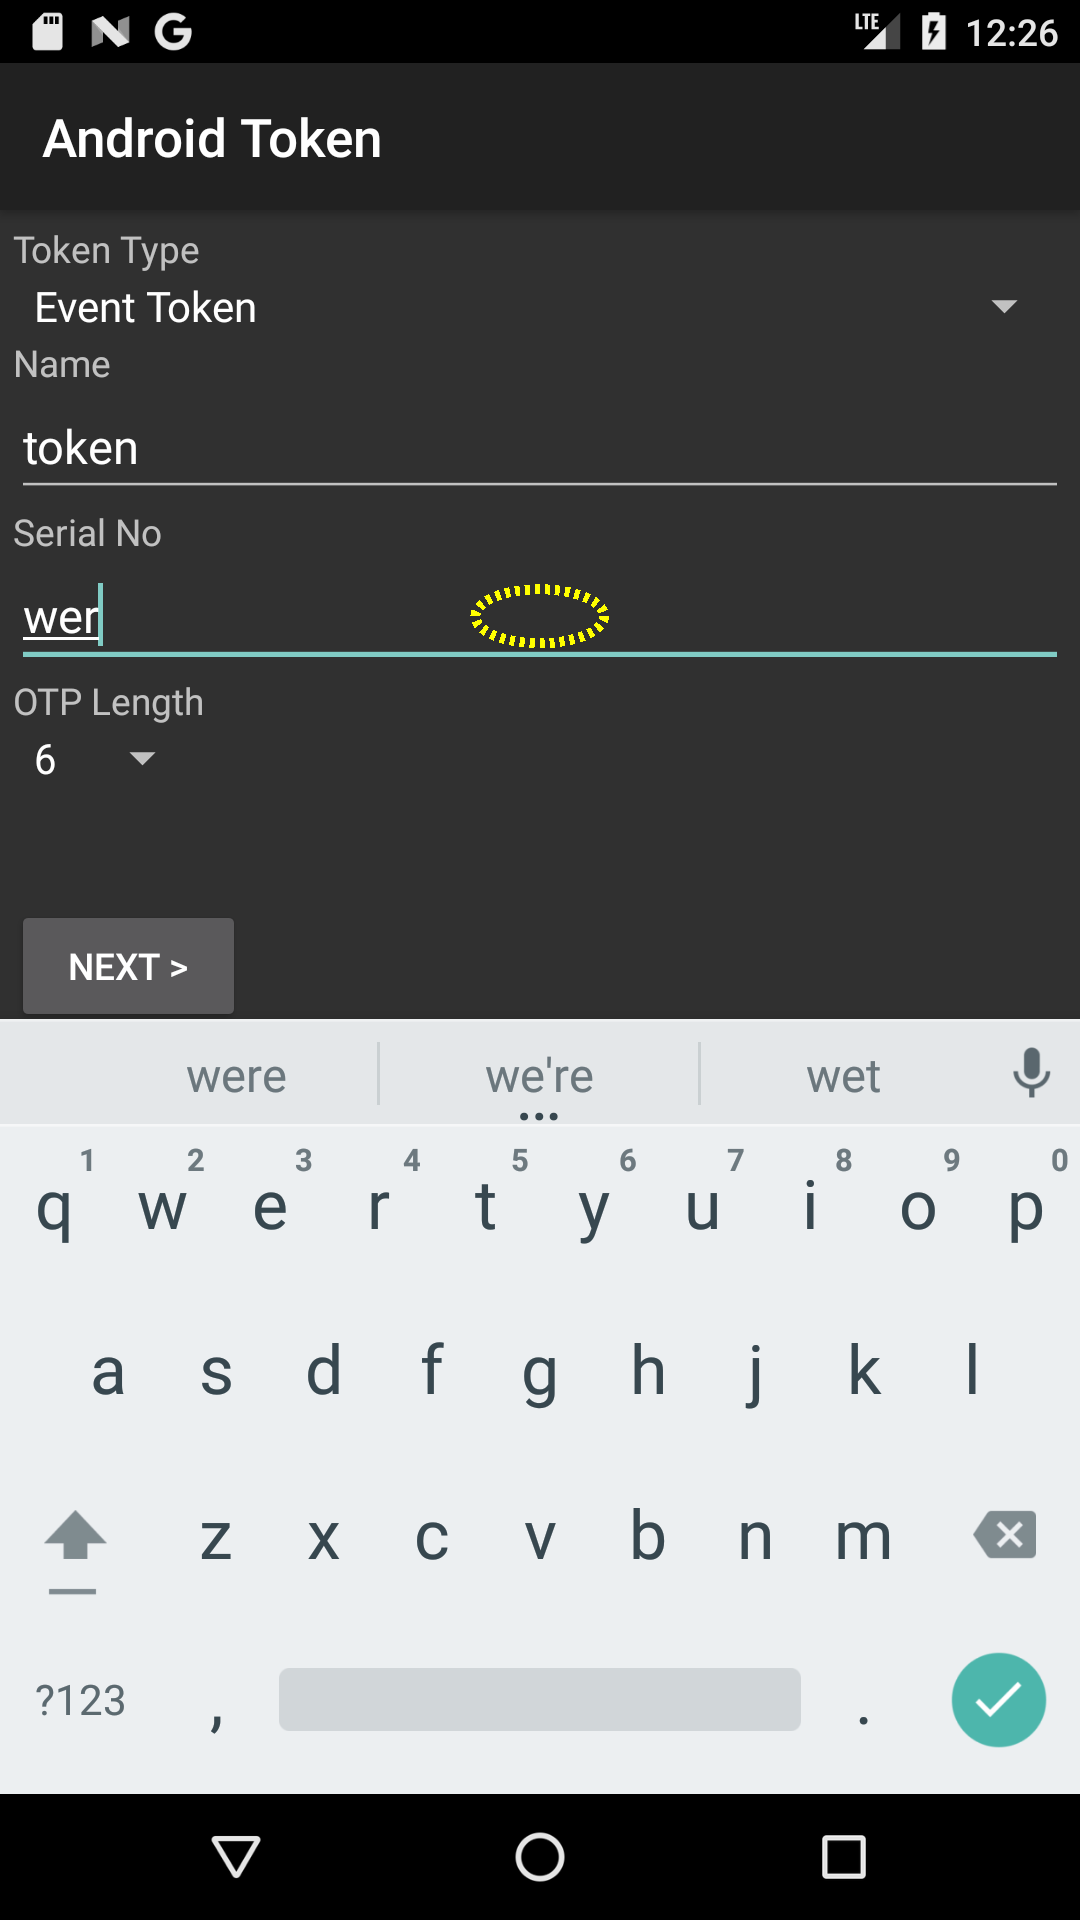 LTE 12:26
Android Token
Token Type
Event Token
Name
token
Serial No
wer
OTP Length
6
NEXT >
were we're wet
1 2 3 4 5 6 7 8 9 0
q w e r t y u i o p
a s d f g h j k l
z x c v b n m
?123 , .